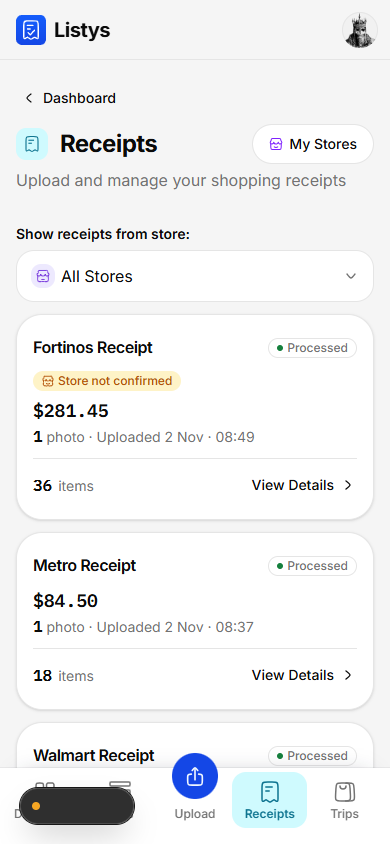 Listys
Dashboard
Receipts
My Stores
Upload and manage your shopping receipts
Show receipts from store:
All Stores
Fortinos Receipt
Processed
Store not confirmed
$281.45
1 photo · Uploaded 2 Nov · 08:49
36 items
View Details
Metro Receipt
Processed
$84.50
1 photo · Uploaded 2 Nov · 08:37
18 items
View Details
Walmart Receipt
Processed
Upload
Receipts
Trips